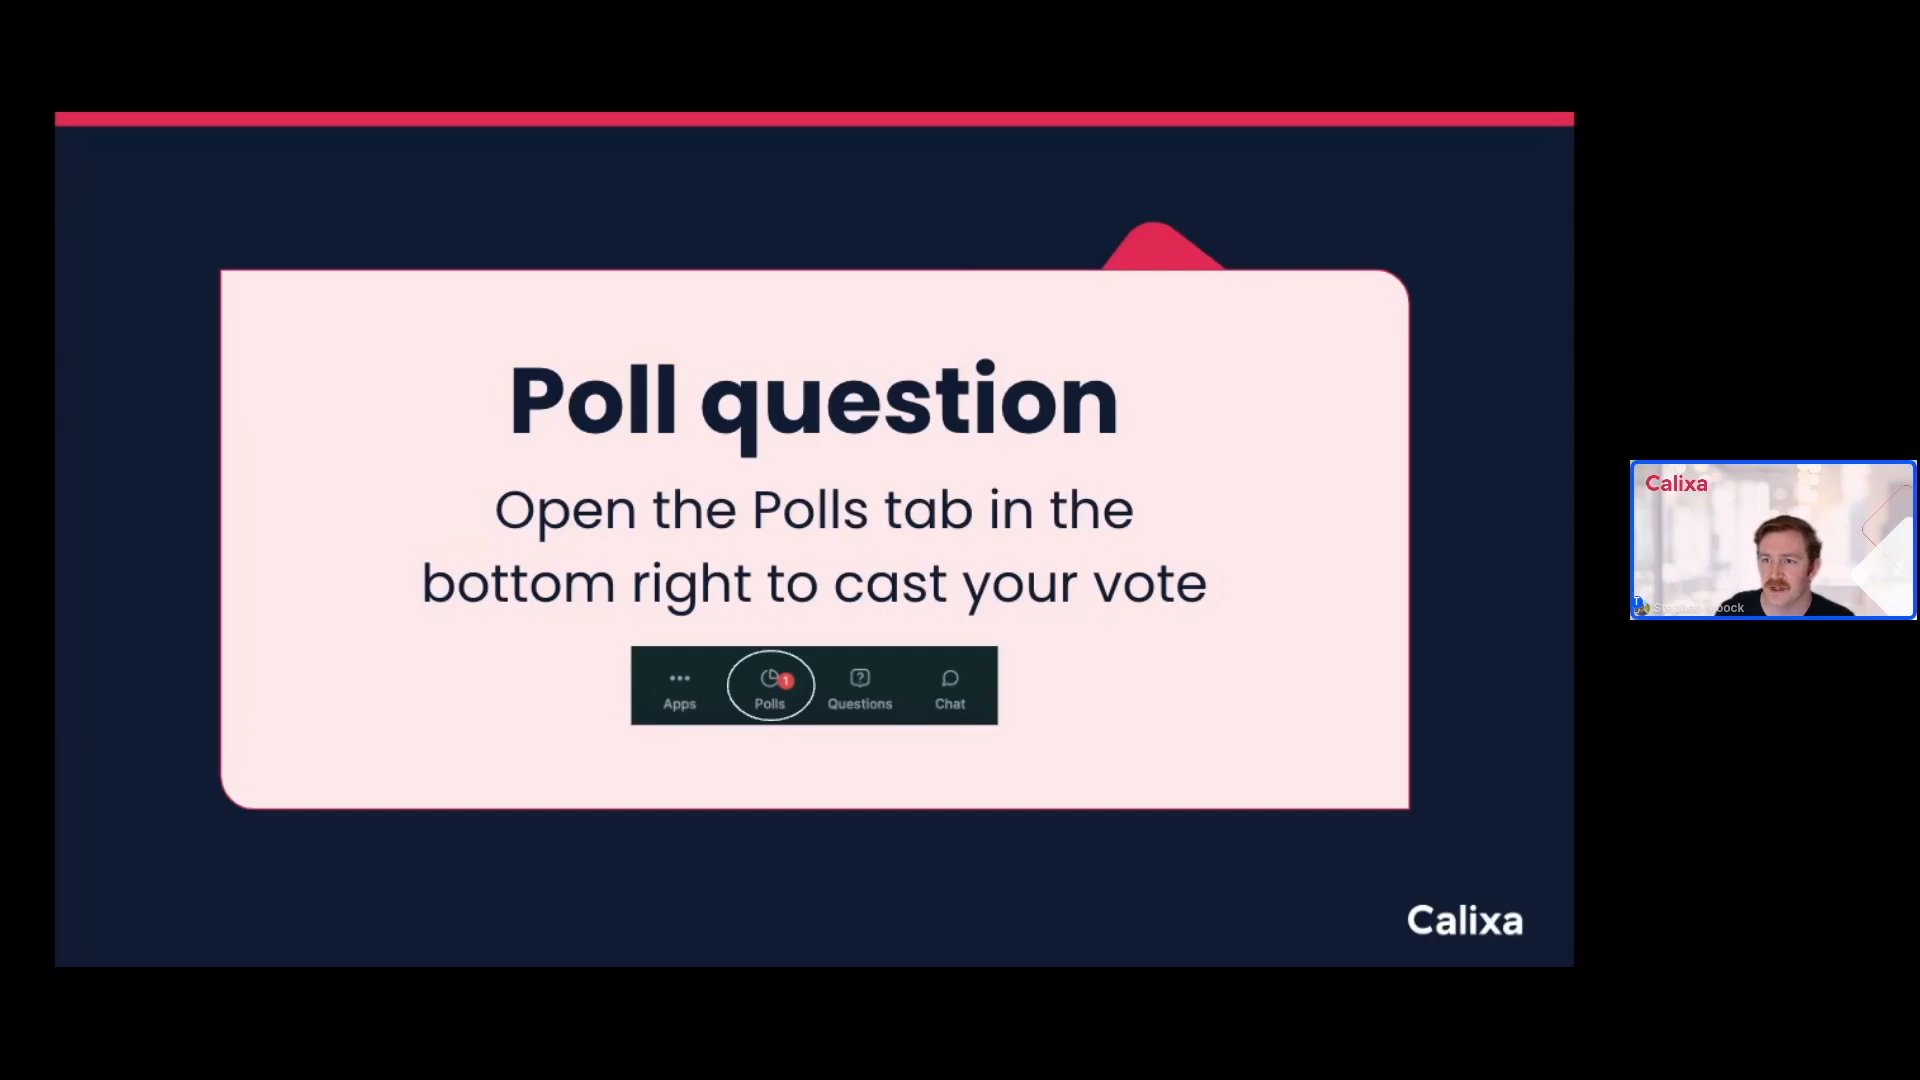 Poll question
Open the Polls tab in the
bottom right to cast your vote
Apps
1
Polls
?
Questions
Chat
Calixa
Calixa